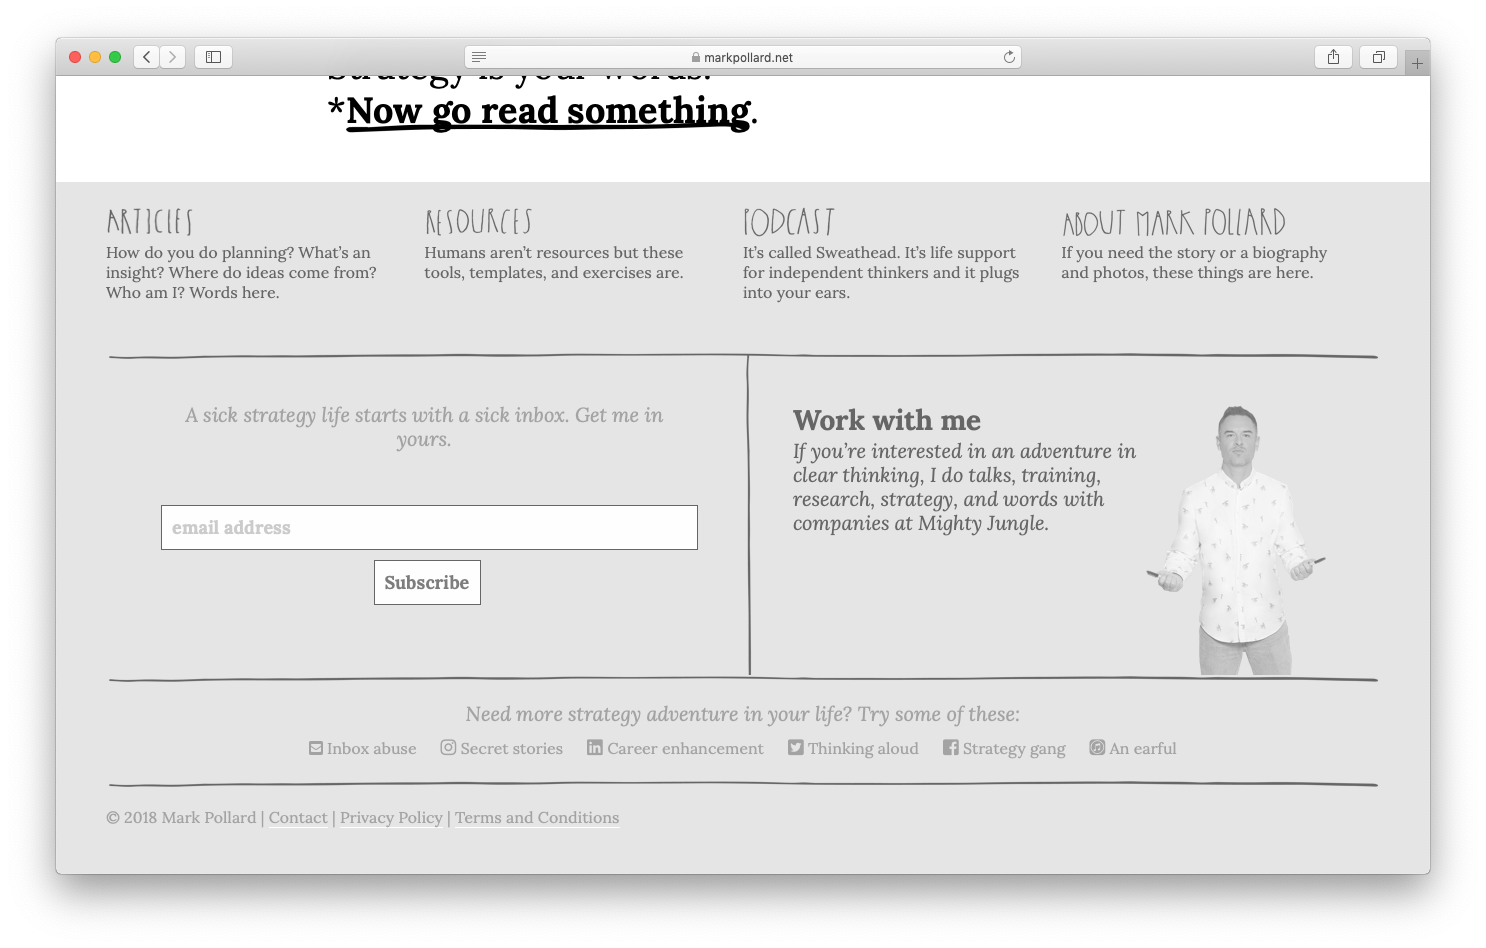 markpollard.net
Strategy is your words.
*Now go read something.
ARTICLES
How do you do planning? What's an
insight? Where do ideas come from?
Who am I? Words here.
RESOURCES
Humans aren't resources but these
tools, templates, and exercises are.
PODCAST
It's called Sweathead. It's life support
for independent thinkers and it plugs
into your ears.
ABOUT MARK POLLARD
If you need the story or a biography
and photos, these things are here.
A sick strategy life starts with a sick inbox. Get me in
yours.
email address
Subscribe
Work with me
If you're interested in an adventure in
clear thinking, I do talks, training,
research, strategy, and words with
companies at Mighty Jungle.
Need more strategy adventure in your life? Try some of these:
Inbox abuse Secret stories Career enhancement Thinking aloud Strategy gang An earful
© 2018 Mark Pollard | Contact | Privacy Policy | Terms and Conditions